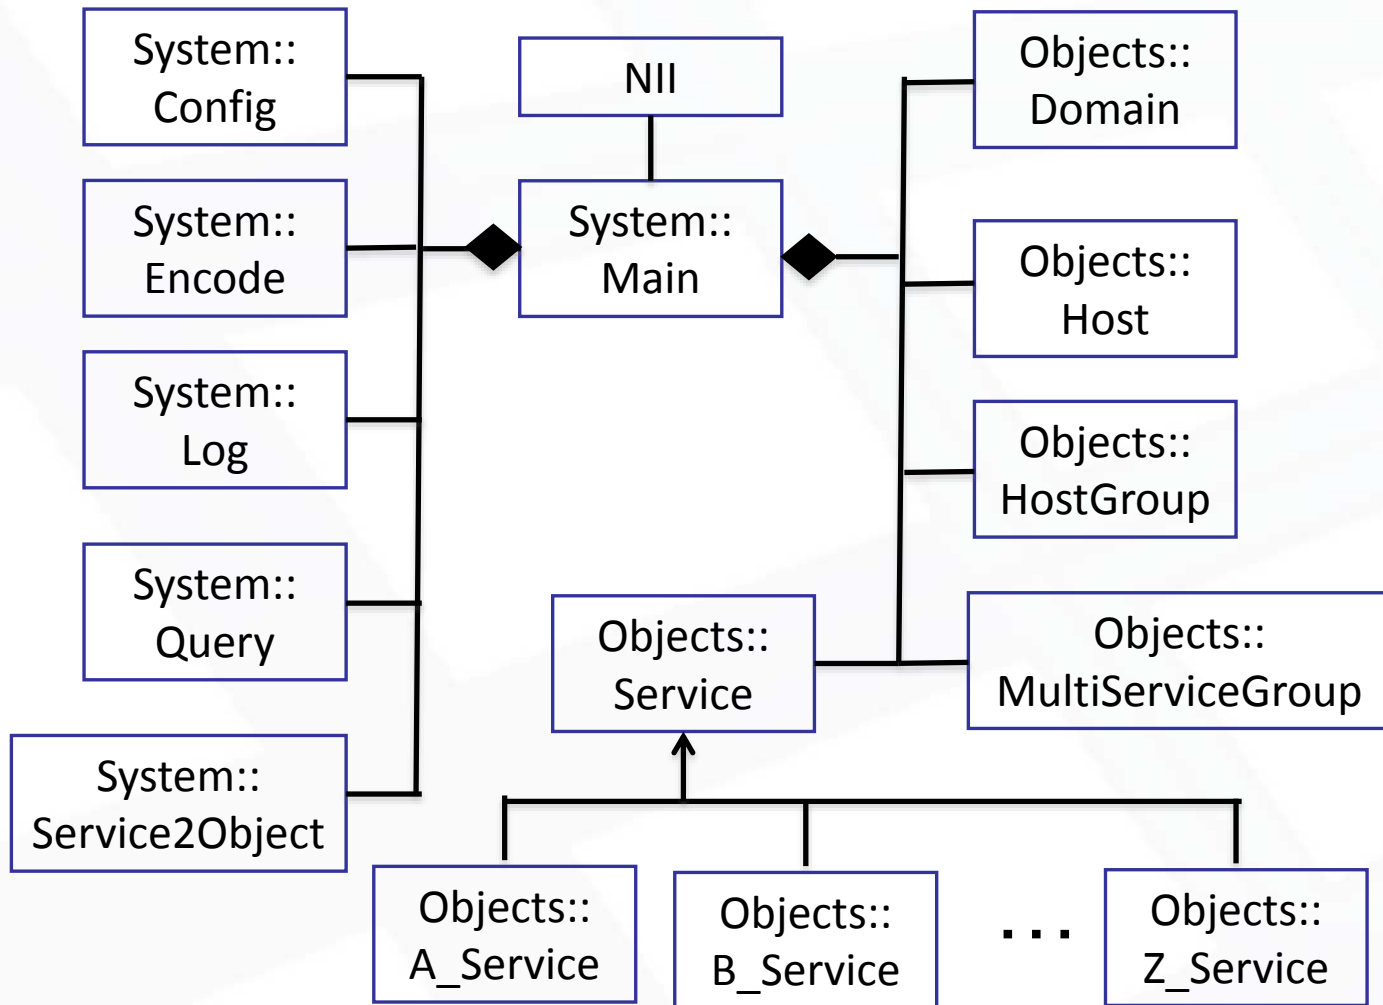 System::
Config
System::
Encode
System::
Log
System::
Query
System::
Service2Object
NII
System::
Main
Objects::
Domain
Objects::
Host
Objects::
HostGroup
Objects::
MultiServiceGroup
Objects::
Service
Objects::
A_Service
Objects::
B_Service
...
Objects::
Z_Service